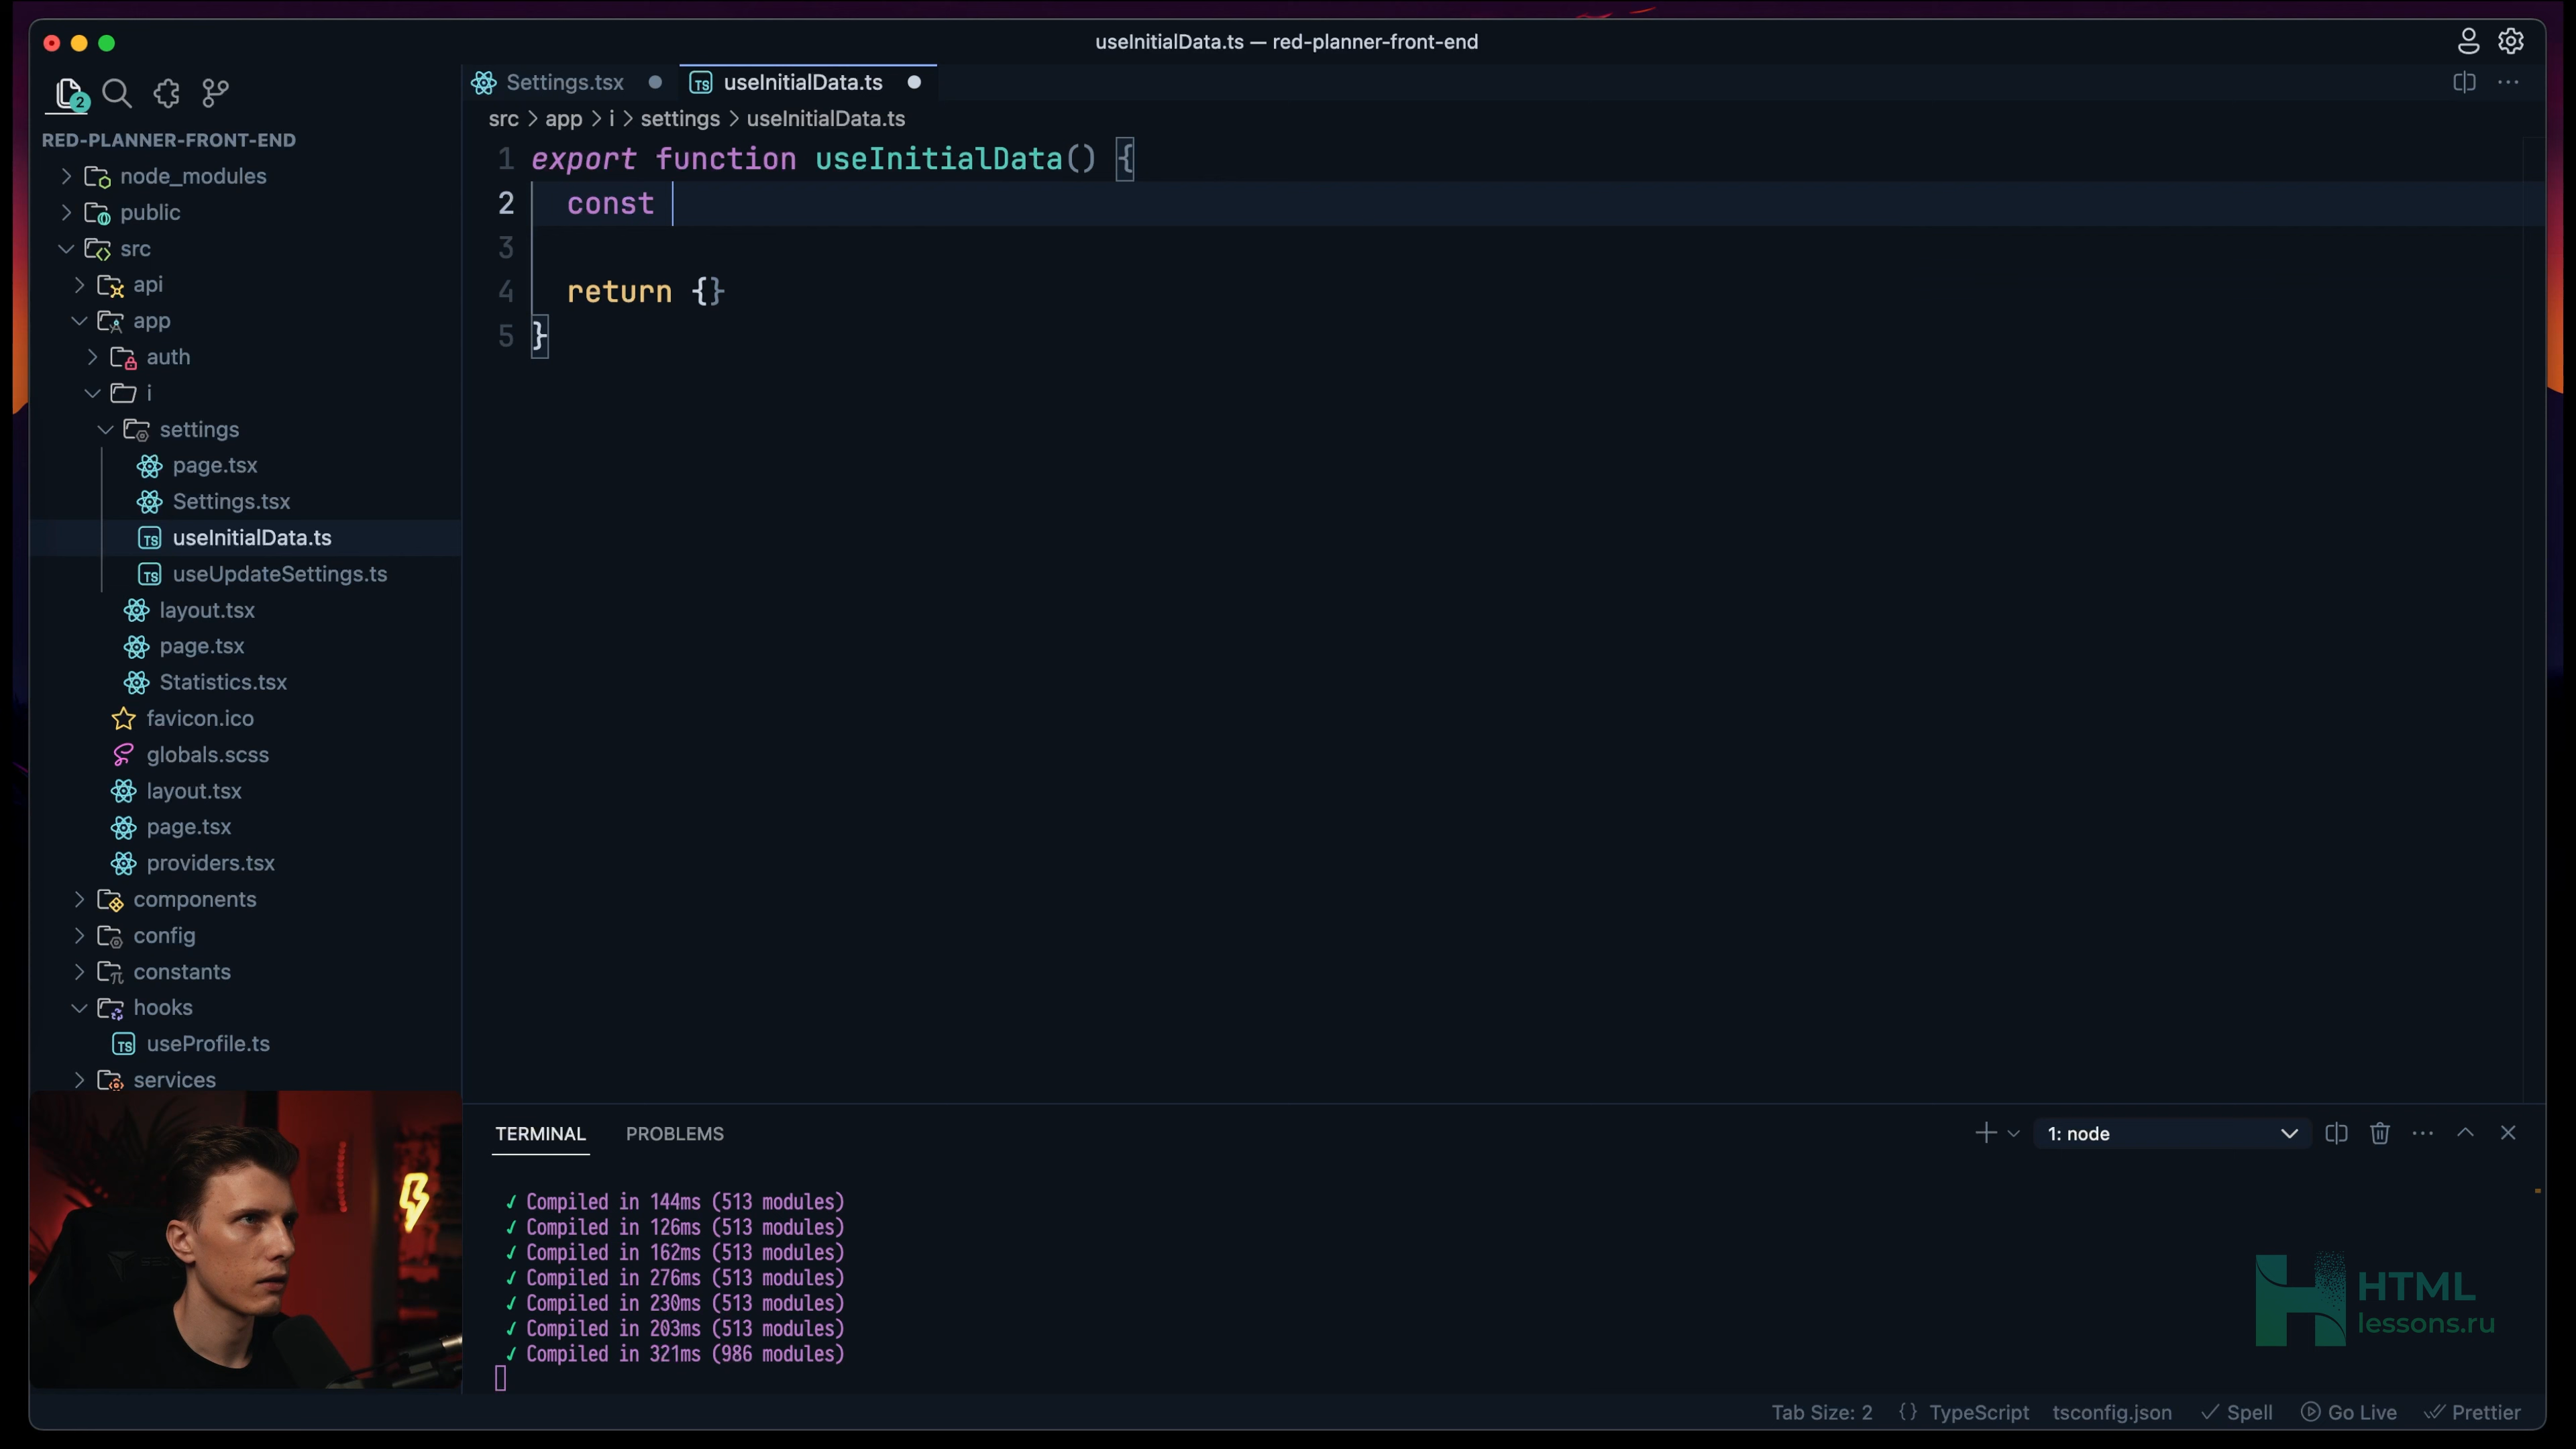 useInitialData.ts — red-planner-front-end
2
Settings.tsx
TS useInitialData.ts
RED-PLANNER-FRONT-END
src > app > i > settings > useInitialData.ts
node_modules
public
src
api
app
auth
i
settings
page.tsx
Settings.tsx
TS useInitialData.ts
TS useUpdateSettings.ts
layout.tsx
page.tsx
Statistics.tsx
favicon.ico
globals.scss
layout.tsx
page.tsx
providers.tsx
components
config
constants
hooks
TS useProfile.ts
services
1 export function useInitialData() {
2 const
3
4 return {}
5 }
TERMINAL PROBLEMS
1: node
✓ Compiled in 144ms (513 modules)
✓ Compiled in 126ms (513 modules)
✓ Compiled in 162ms (513 modules)
✓ Compiled in 276ms (513 modules)
✓ Compiled in 230ms (513 modules)
✓ Compiled in 203ms (513 modules)
✓ Compiled in 321ms (986 modules)
HTML
lessons.ru
Tab Size: 2 {} TypeScript tsconfig.json Spell Go Live Prettier